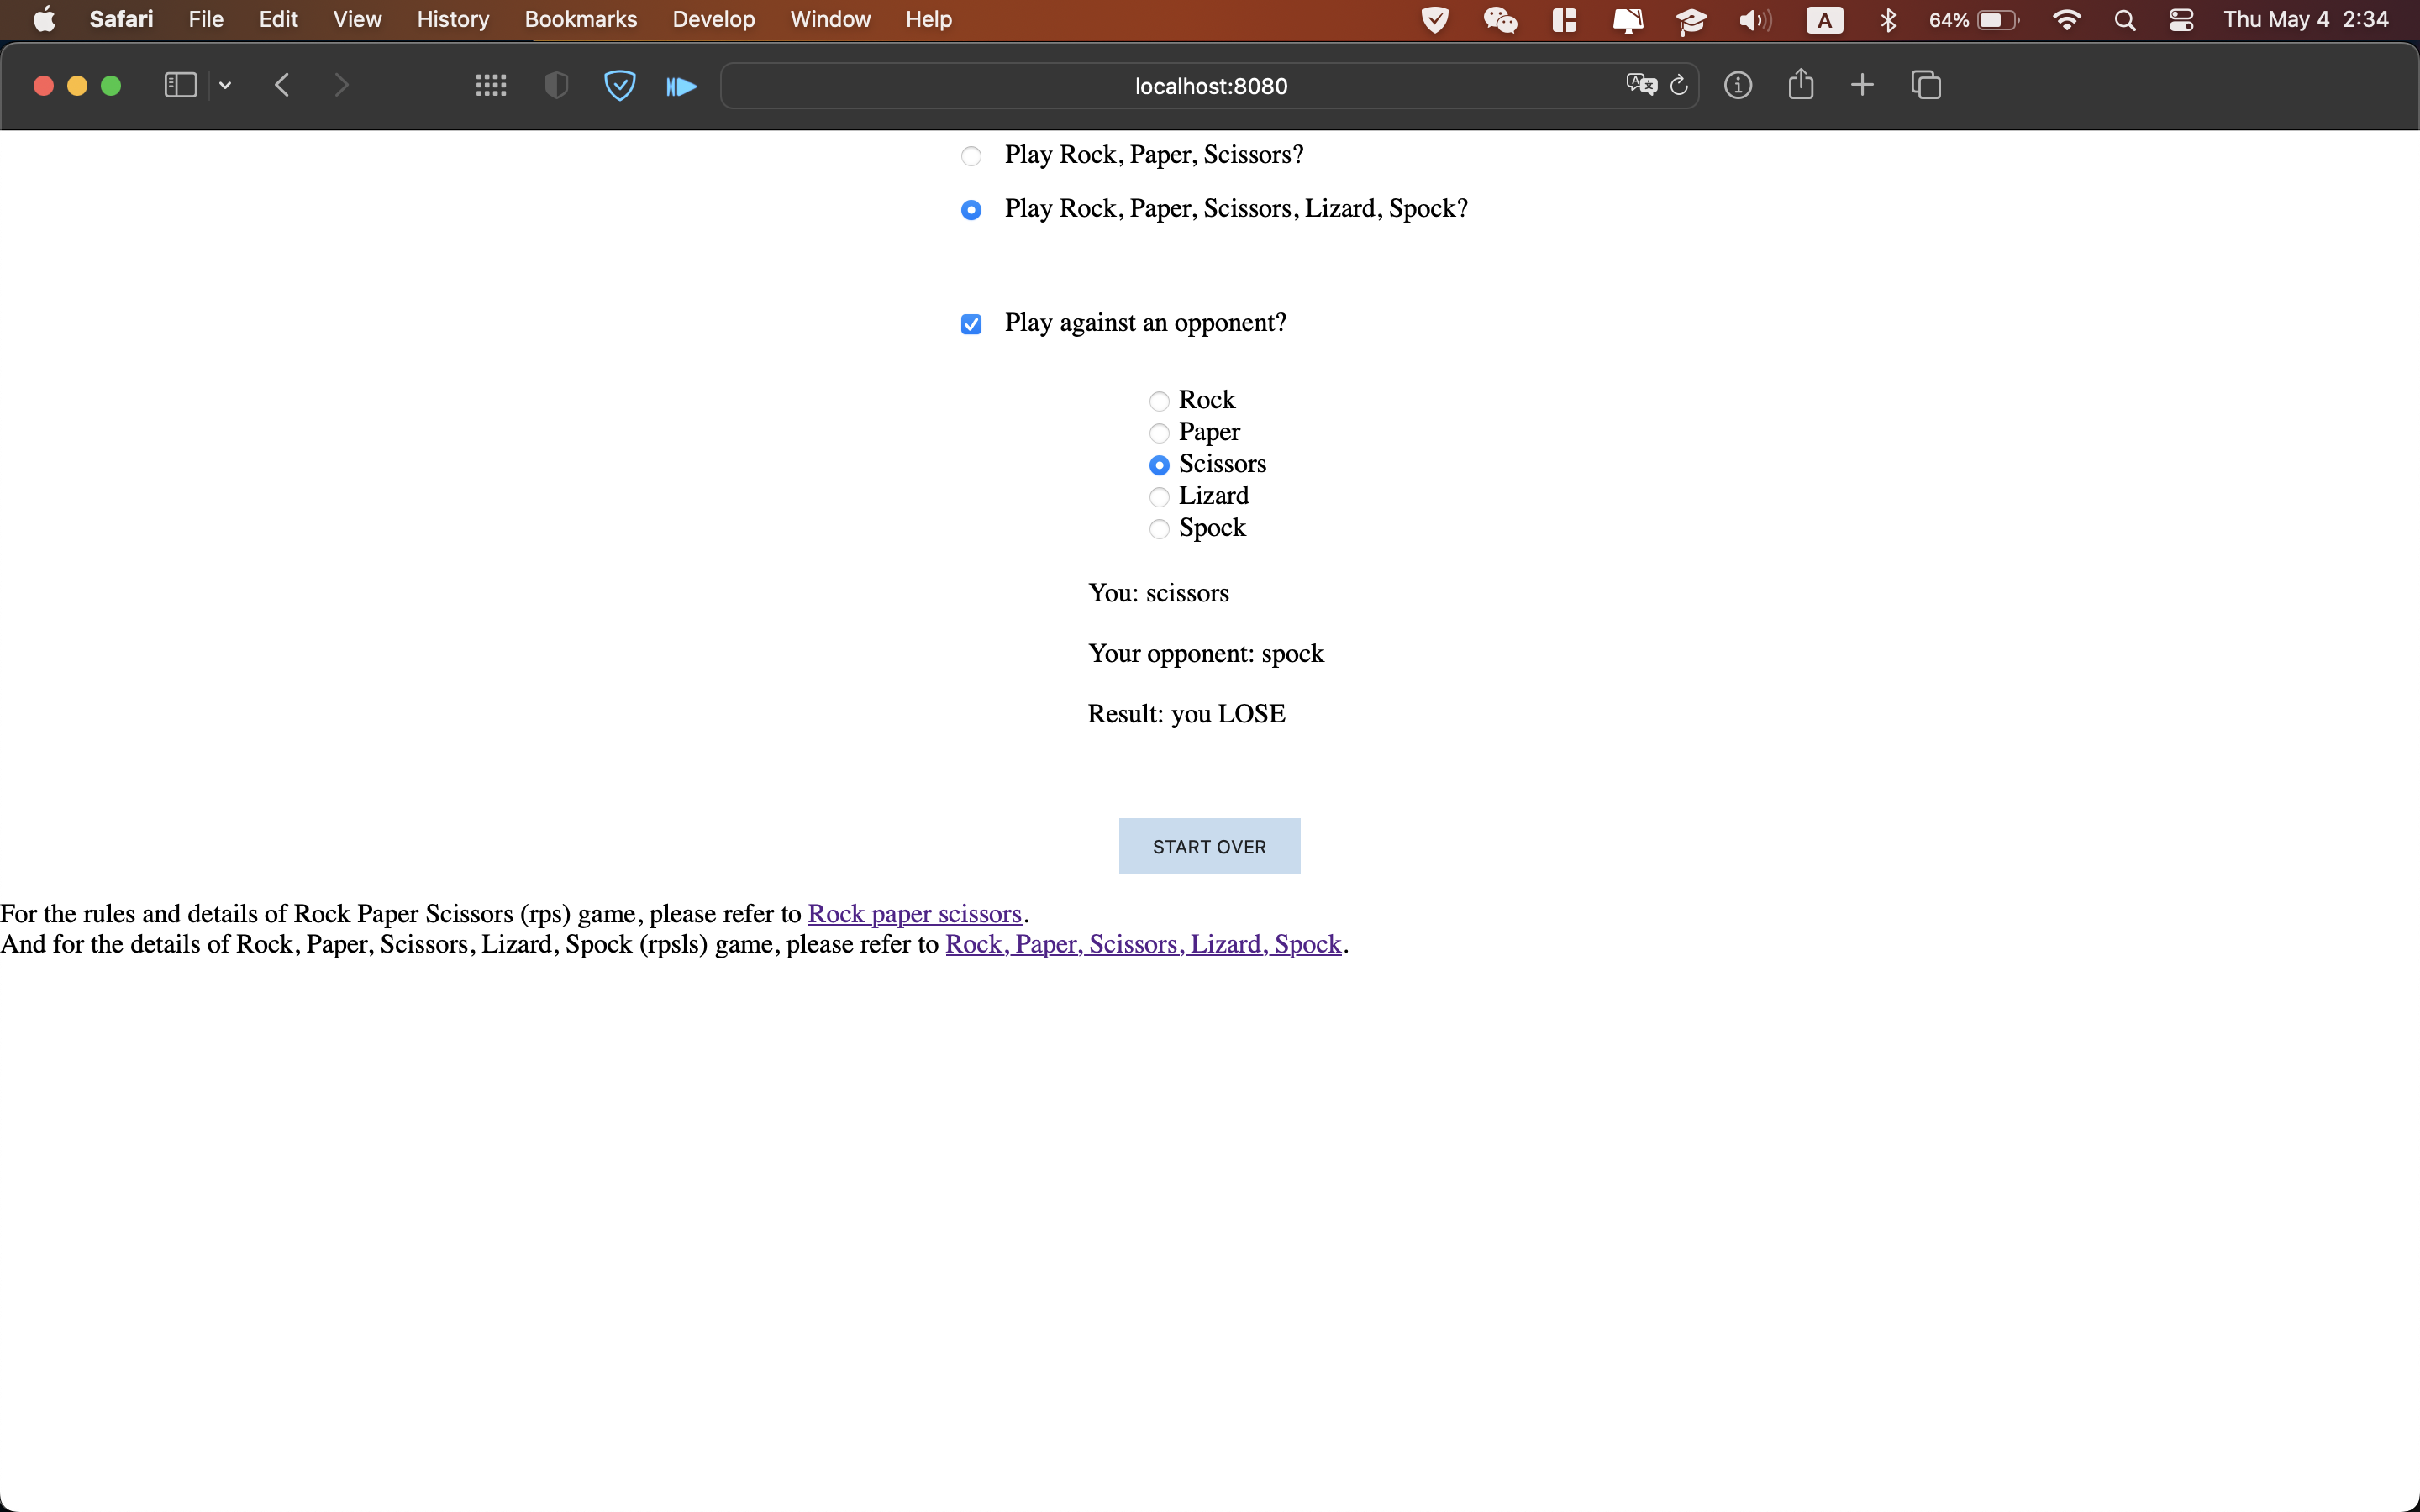 Safari File Edit View History Bookmarks Develop Window Help A 64% Thu May 4 2:34
localhost:8080
Play Rock, Paper, Scissors?
Play Rock, Paper, Scissors, Lizard, Spock?
Play against an opponent?
Rock
Paper
Scissors
Lizard
Spock
You: scissors
Your opponent: spock
Result: you LOSE
START OVER
For the rules and details of Rock Paper Scissors (rps) game, please refer to Rock paper scissors.
And for the details of Rock, Paper, Scissors, Lizard, Spock (rpsls) game, please refer to Rock, Paper, Scissors, Lizard, Spock.